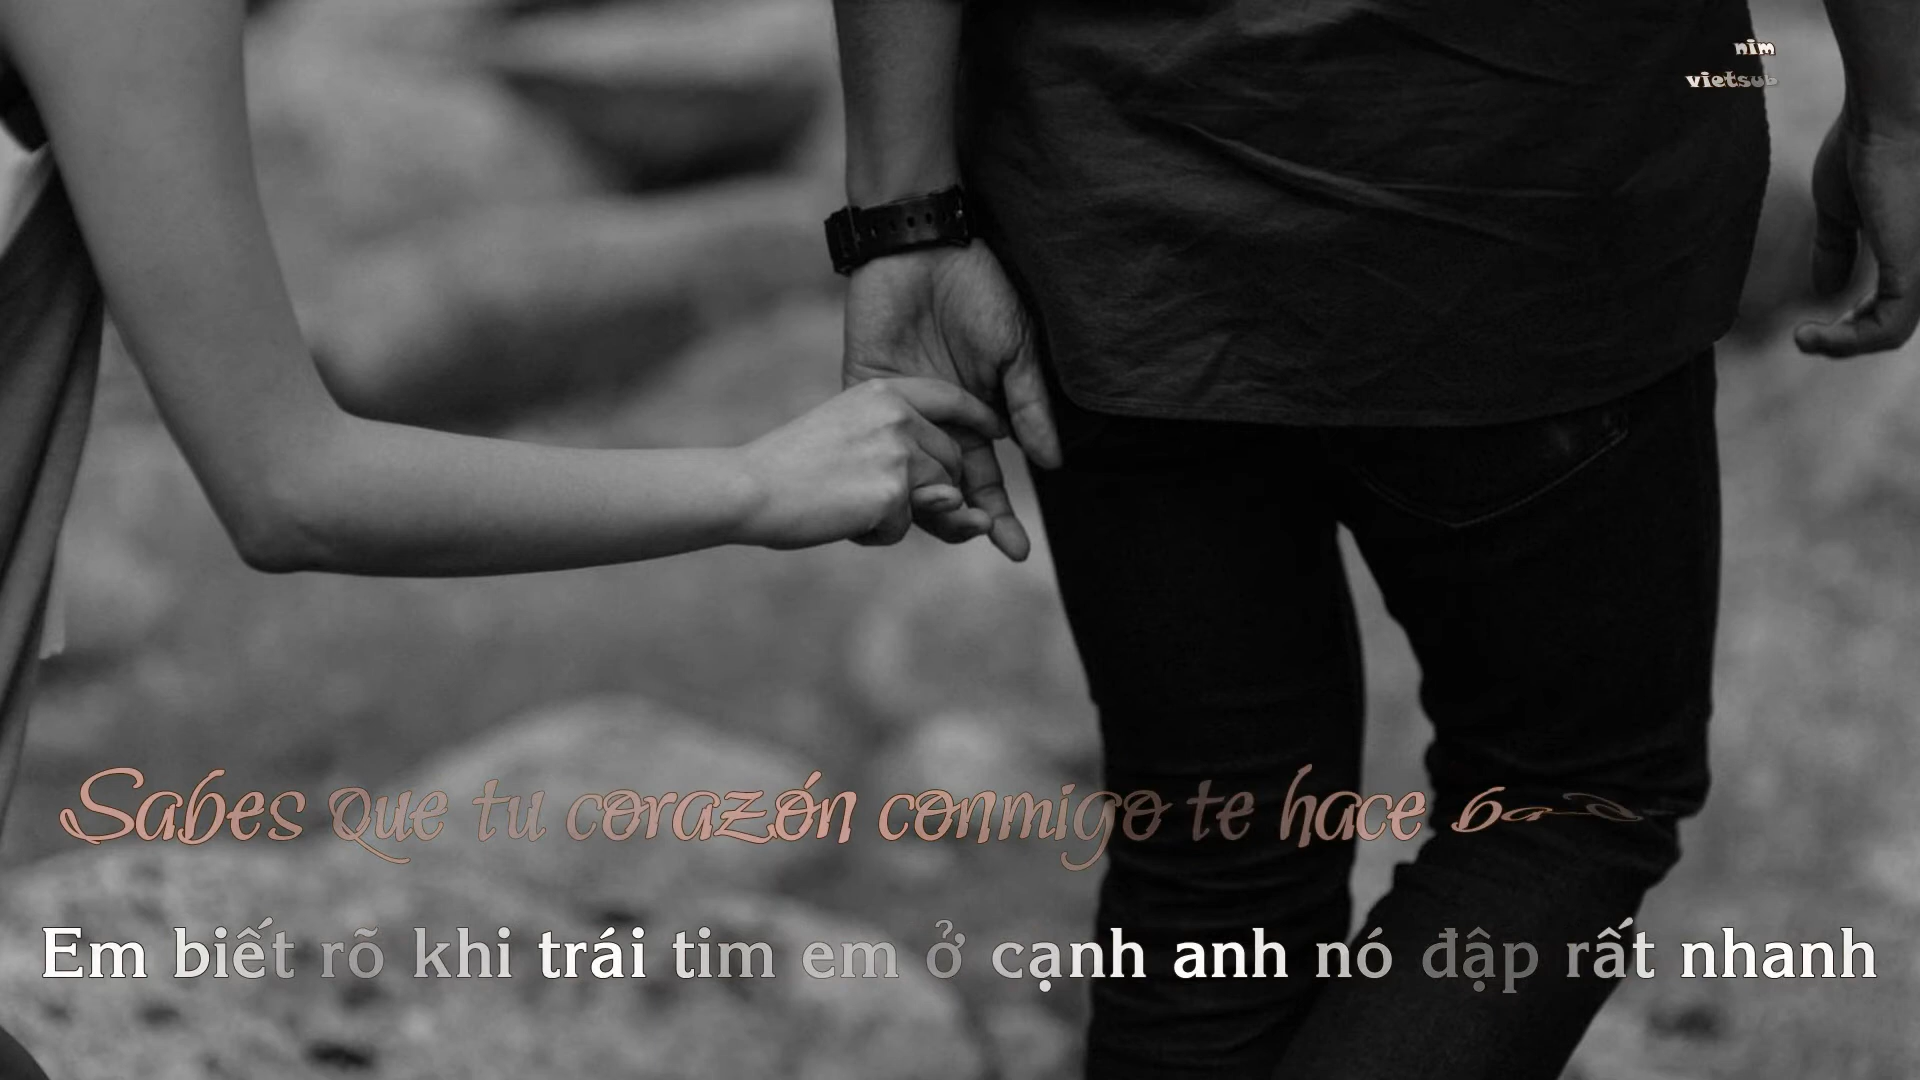 nim
vietsub
Sabes que tu corazón conmigo te hace
Em biết rõ khi trái tim em ở cạnh anh nó đập rất nhanh